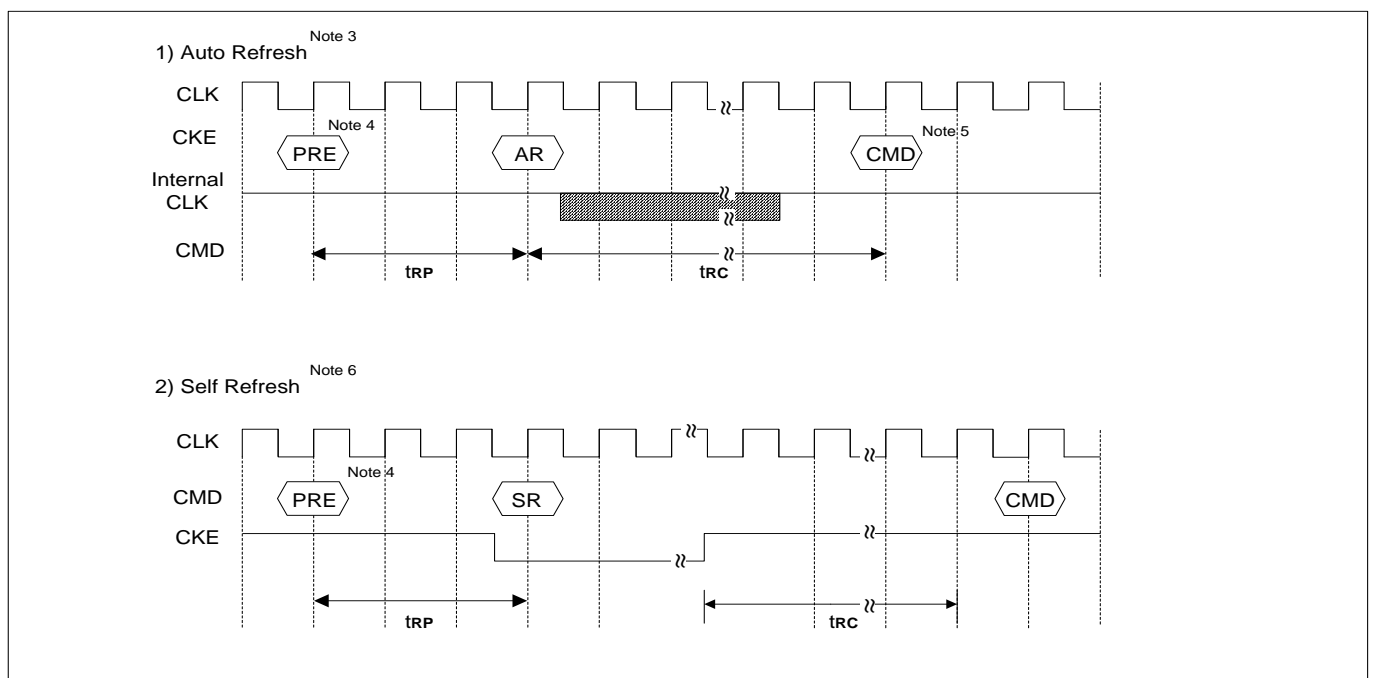 1) Auto Refresh Note 3
CLK
CKE
Note 4
Note 5
PRE
AR
CMD
Internal
CLK
CMD
tRP
tRC
2) Self Refresh Note 6
CLK
Note 4
CMD
PRE
SR
CMD
CKE
tRP
tRC